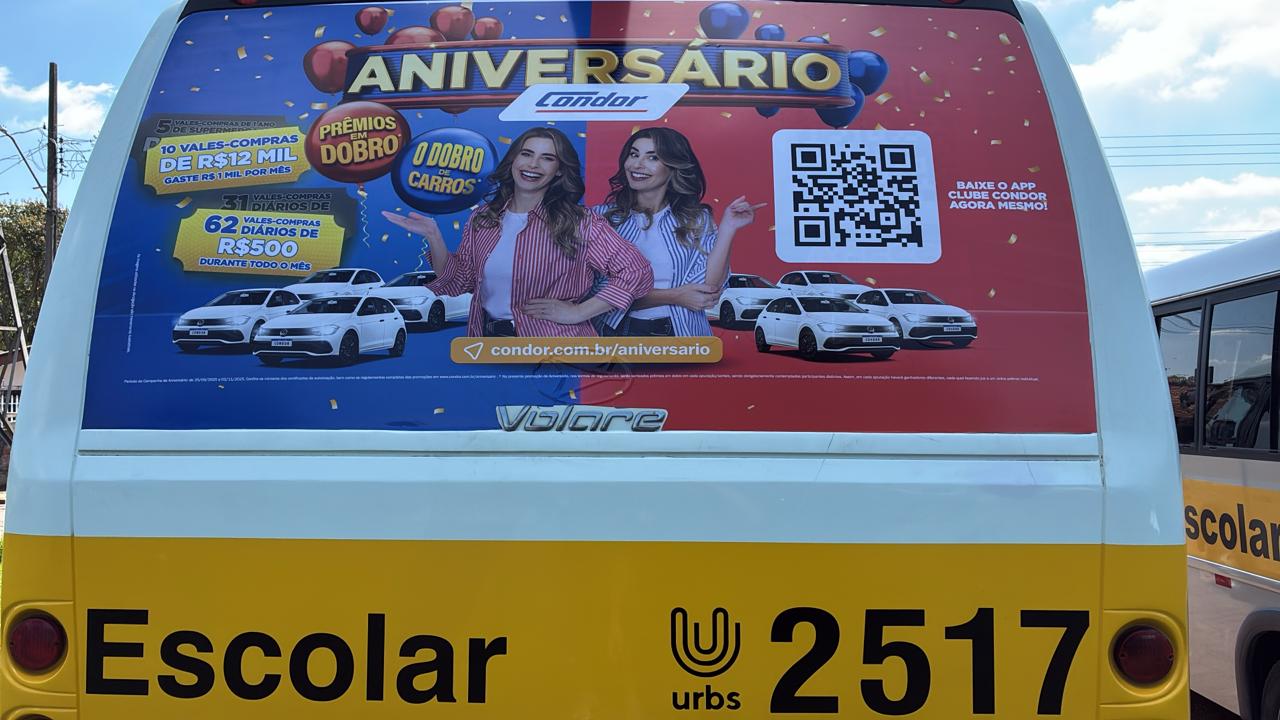 ANIVERSÁRIO
Condor
PRÊMIOS
EM
DOBRO
O DOBRO
DE
CARROS
5 VALES-COMPRAS DE 1 ANO
DE SUPERMERCADO
10 VALES-COMPRAS
DE R$12 MIL
GASTE R$ 1 MIL POR MÊS
31 VALES-COMPRAS
DIÁRIOS DE
62 VALES-COMPRAS
DIÁRIOS DE
R$500
DURANTE TODO O MÊS
BAIXE O APP
CLUBE CONDOR
AGORA MESMO!
condor.com.br/aniversario
Volare
Escolar
urbs
2517
scolar